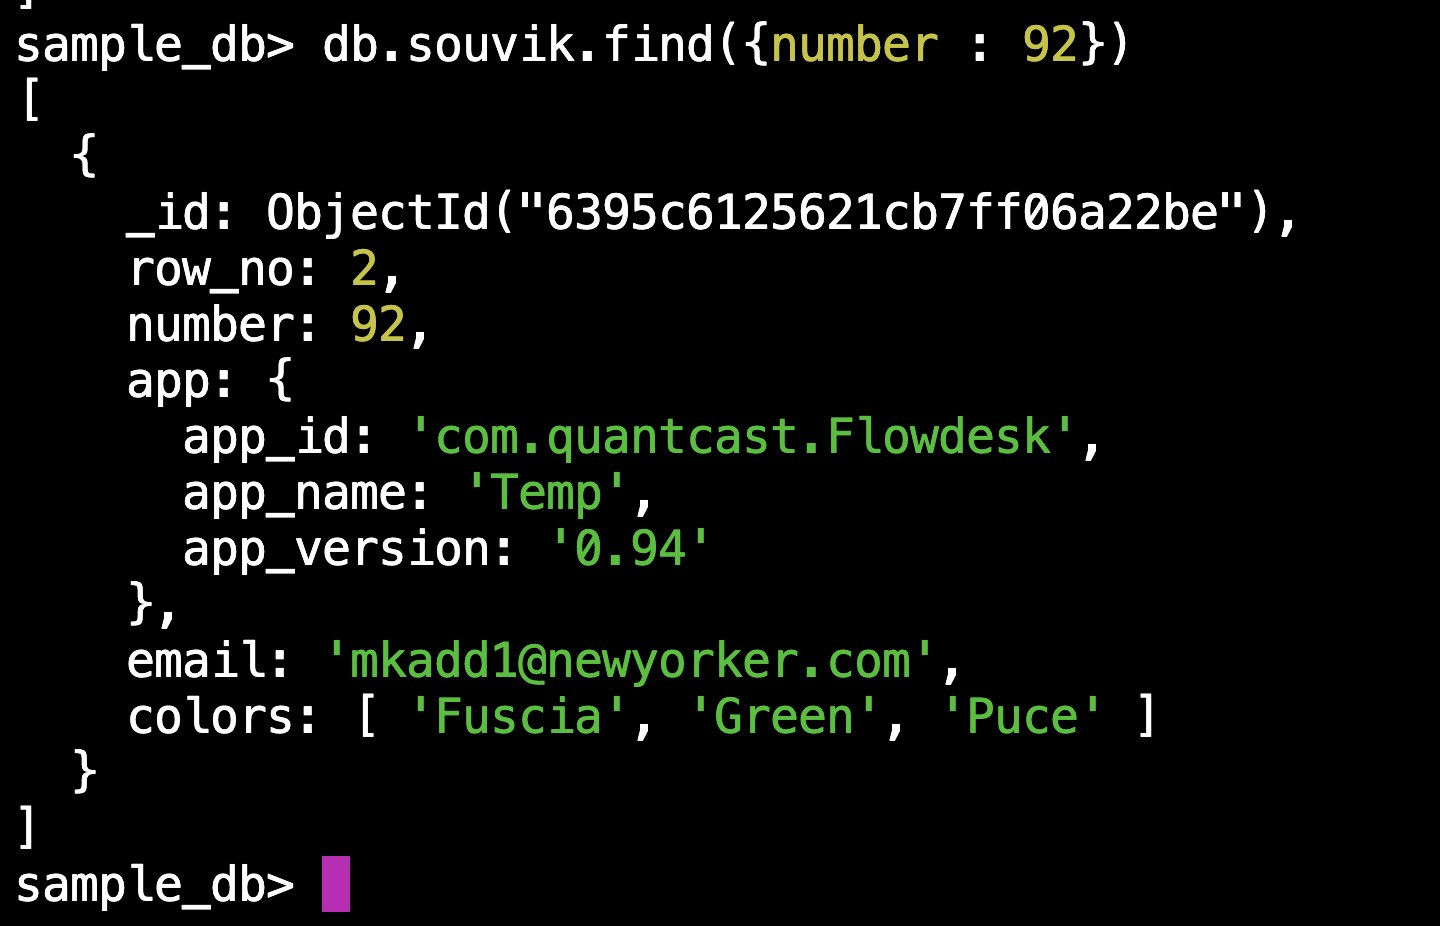 ]
sample_db> db.souvik.find({number : 92})
[
  {
    _id: ObjectId("6395c6125621cb7ff06a22be"),
    row_no: 2,
    number: 92,
    app: {
      app_id: 'com.quantcast.Flowdesk',
      app_name: 'Temp',
      app_version: '0.94'
    },
    email: 'mkadd1@newyorker.com',
    colors: [ 'Fuscia', 'Green', 'Puce' ]
  }
]
sample_db>